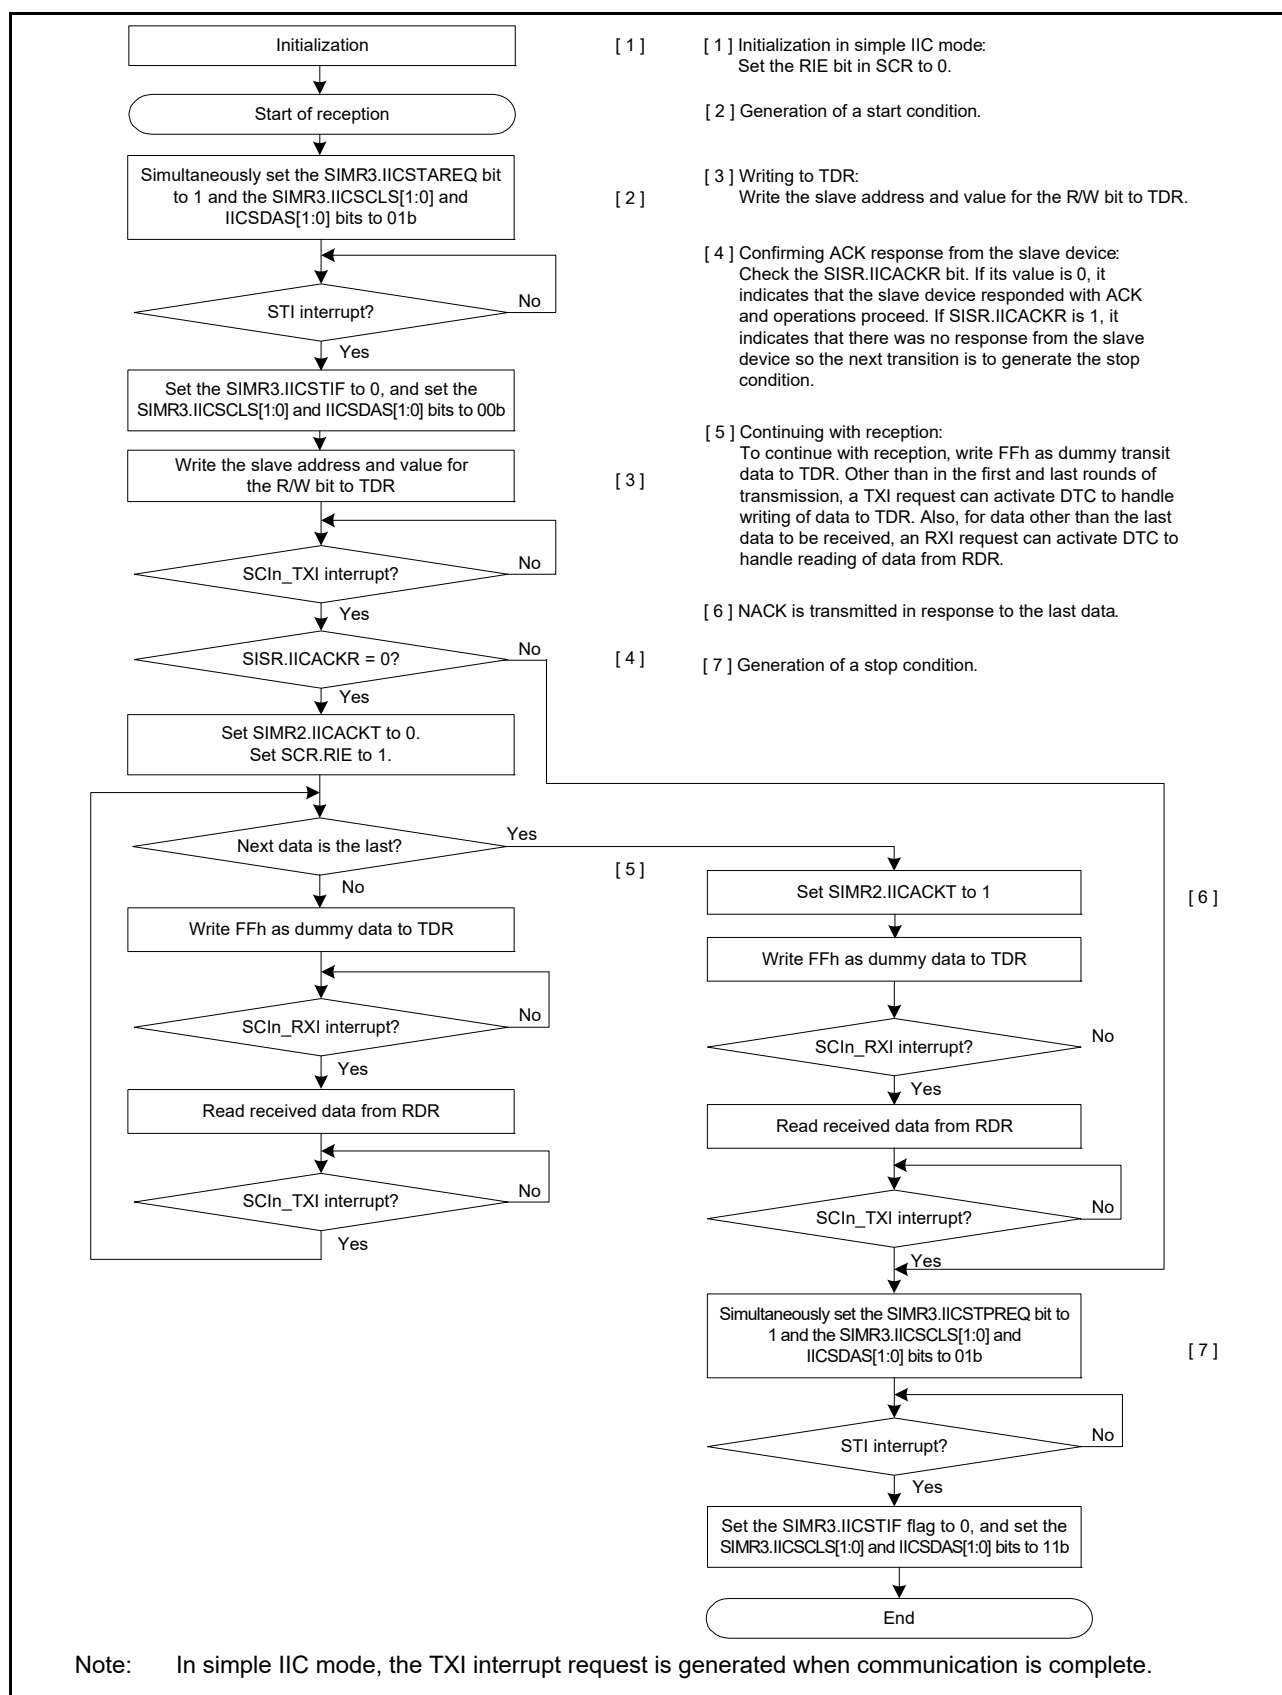 Initialization
[ 1 ]
Start of reception
Simultaneously set the SIMR3.IICSTAREQ bit
to 1 and the SIMR3.IICSCLS[1:0] and
IICSDAS[1:0] bits to 01b
[ 2 ]
STI interrupt?
No
Yes
Set the SIMR3.IICSTIF to 0, and set the
SIMR3.IICSCLS[1:0] and IICSDAS[1:0] bits to 00b
Write the slave address and value for
the R/W bit to TDR
[ 3 ]
SCIn_TXI interrupt?
No
Yes
SISR.IICACKR = 0?
No
[ 4 ]
Yes
Set SIMR2.IICACKT to 0.
Set SCR.RIE to 1.
Next data is the last?
Yes
[ 5 ]
No
Write FFh as dummy data to TDR
SCIn_RXI interrupt?
No
Yes
Read received data from RDR
SCIn_TXI interrupt?
No
Yes
[ 1 ] Initialization in simple IIC mode:
Set the RIE bit in SCR to 0.
[ 2 ] Generation of a start condition.
[ 3 ] Writing to TDR:
Write the slave address and value for the R/W bit to TDR.
[ 4 ] Confirming ACK response from the slave device:
Check the SISR.IICACKR bit. If its value is 0, it
indicates that the slave device responded with ACK
and operations proceed. If SISR.IICACKR is 1, it
indicates that there was no response from the slave
device so the next transition is to generate the stop
condition.
[ 5 ] Continuing with reception:
To continue with reception, write FFh as dummy transit
data to TDR. Other than in the first and last rounds of
transmission, a TXI request can activate DTC to handle
writing of data to TDR. Also, for data other than the last
data to be received, an RXI request can activate DTC to
handle reading of data from RDR.
[ 6 ] NACK is transmitted in response to the last data.
[ 7 ] Generation of a stop condition.
Set SIMR2.IICACKT to 1
[ 6 ]
Write FFh as dummy data to TDR
SCIn_RXI interrupt?
No
Yes
Read received data from RDR
SCIn_TXI interrupt?
No
Yes
Simultaneously set the SIMR3.IICSTPREQ bit to
1 and the SIMR3.IICSCLS[1:0] and
IICSDAS[1:0] bits to 01b
[ 7 ]
STI interrupt?
No
Yes
Set the SIMR3.IICSTIF flag to 0, and set the
SIMR3.IICSCLS[1:0] and IICSDAS[1:0] bits to 11b
End
Note: In simple IIC mode, the TXI interrupt request is generated when communication is complete.